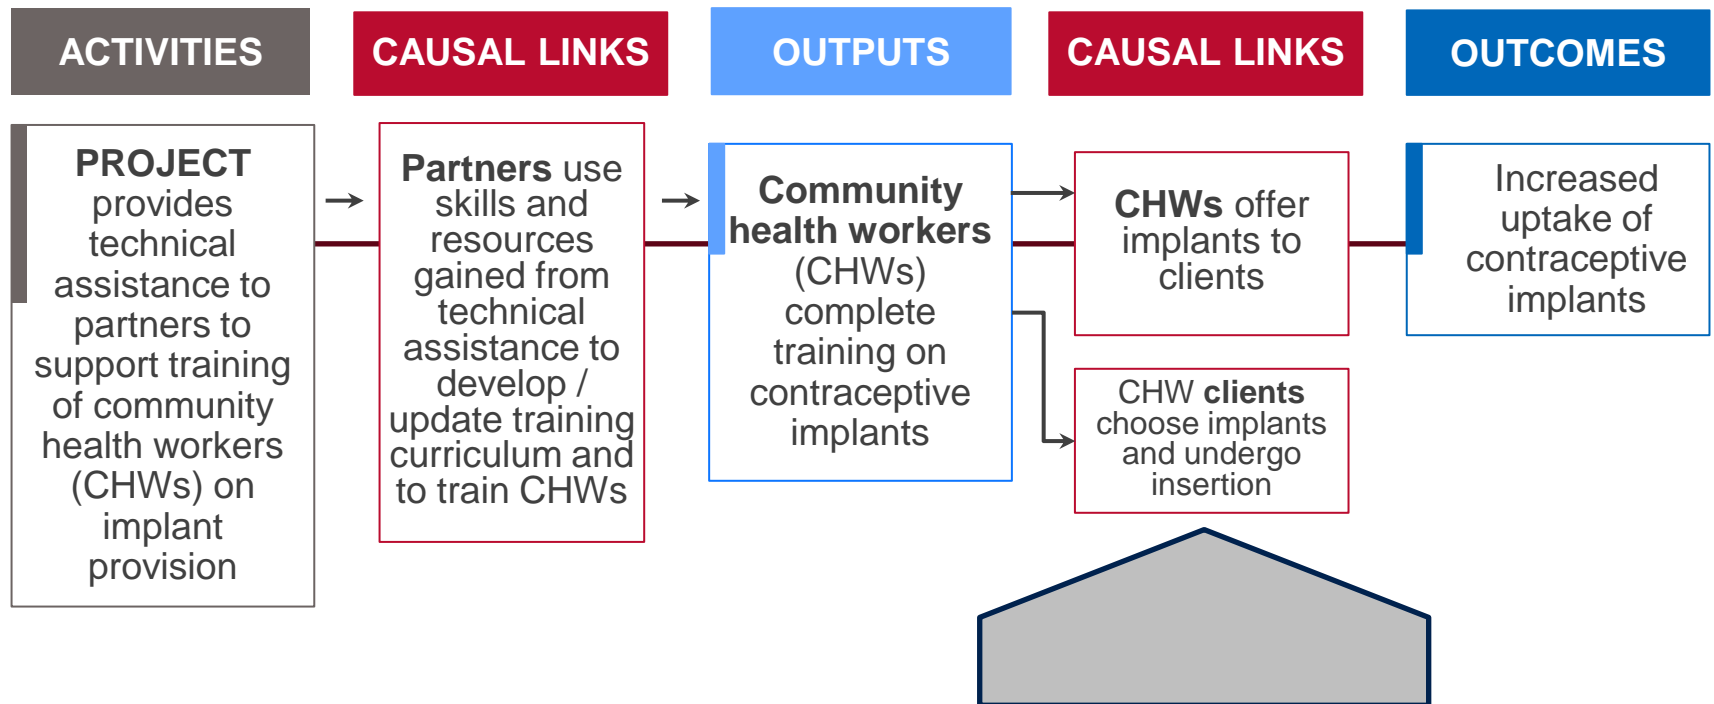 ACTIVITIES
CAUSAL LINKS
OUTPUTS
CAUSAL LINKS
OUTCOMES
PROJECT
provides
technical
assistance to
partners to
support training
of community
health workers
(CHWs) on
implant
provision
Partners use
skills and
resources
gained from
technical
assistance to
develop /
update training
curriculum and
to train CHWs
Community
health workers
(CHWs)
complete
training on
contraceptive
implants
CHWs offer
implants to
clients
CHW clients
choose implants
and undergo
insertion
Increased
uptake of
contraceptive
implants